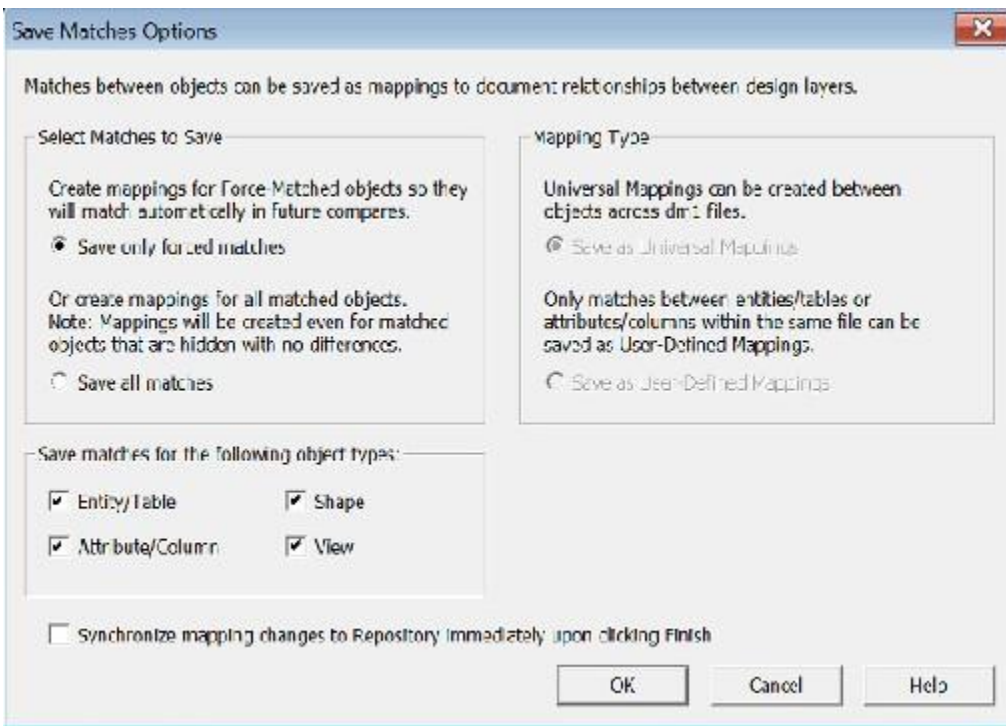 Save Matches Options
Matches between objects can be saved as mappings to document relationships between design layers.
Select Matches to Save
Create mappings for Force-Matched objects so they
will match automatically in future compares.
Save only forced matches
Or create mappings for all matched objects.
Note: Mappings will be created even for matched
objects that are hidden with no differences.
Save all matches
Mapping Type
Universal Mappings can be created between
objects across dm1 files.
Save as Universal Mappings
Only matches between entities/tables or
attributes/columns within the same file can be
saved as User-Defined Mappings.
Save as User-Defined Mappings
Save matches for the following object types:
Entity/Table
Shape
Attribute/Column
View
Synchronize mapping changes to Repository immediately upon clicking Finish
OK
Cancel
Help